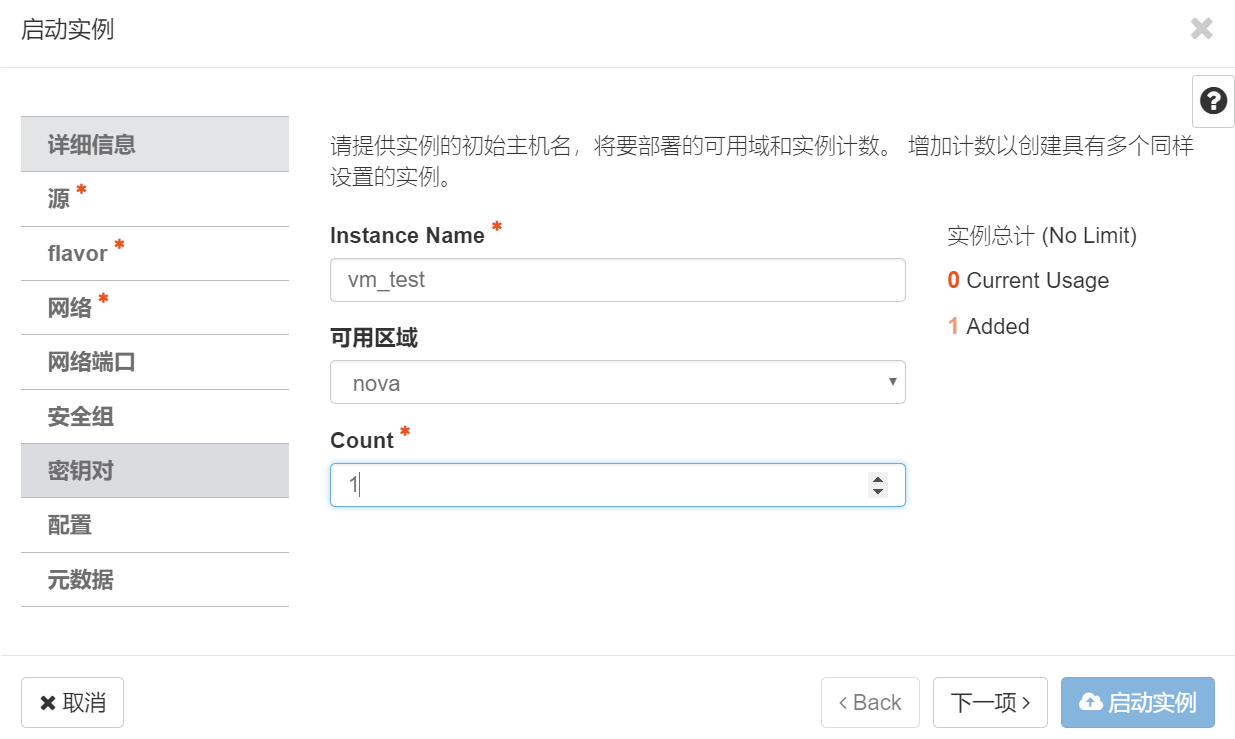 启动实例
详细信息
源 *
flavor *
网络 *
网络端口
安全组
密钥对
配置
元数据
请提供实例的初始主机名，将要部署的可用域和实例计数。 增加计数以创建具有多个同样
设置的实例。
Instance Name *
vm_test
可用区域
nova
Count *
1
实例总计 (No Limit)
0 Current Usage
1 Added
取消
Back
下一项
启动实例